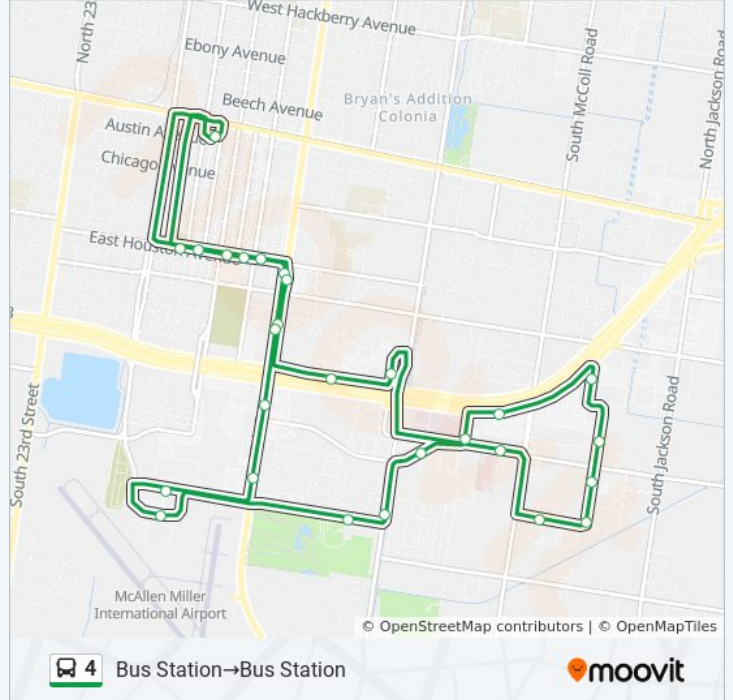 North 23
West Hackberry Avenue
Ebony Avenue
Beech Avenue
Bryan's Addition
Colonia
South McColl Road
North Jackson Road
Austin A
Chicago
nue
East Houston Avenue
South 23rd Street
South Jackson Road
McAllen Miller
International Airport
© OpenStreetMap contributors | © OpenMapTiles
4 Bus Station→Bus Station
moovit